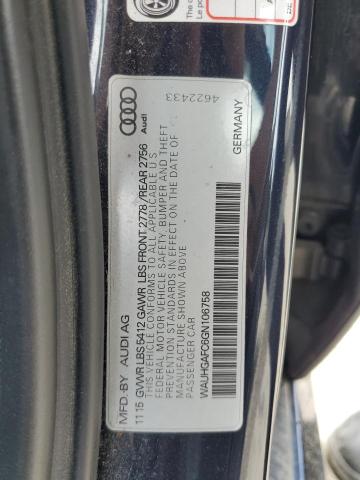 Audi
4622433
MFD. BY AUDI AG
GERMANY
11 15 GVWR LBS 5412 GAWR LBS FRONT 2778 /REAR 2756
THIS VEHICLE CONFORMS TO ALL APPLICABLE U S
FEDERAL MOTOR VEHICLE SAFETY, BUMPER, AND THEFT
PREVENTION STANDARDS IN EFFECT ON THE DATE OF
MANUFACTURE SHOWN ABOVE
PASSENGER CAR
WAUHGAFC6GN106758